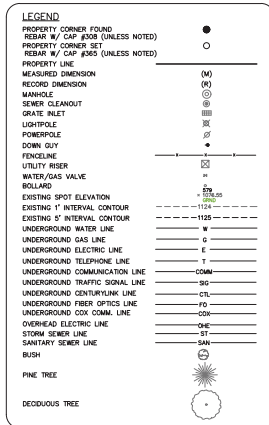 LEGEND
PROPERTY CORNER FOUND
REBAR W/ CAP #308 (UNLESS NOTED)
PROPERTY CORNER SET
REBAR W/ CAP #365 (UNLESS NOTED)
PROPERTY LINE
MEASURED DIMENSION (M)
RECORD DIMENSION (R)
MANHOLE
SEWER CLEANOUT
GRATE INLET
LIGHTPOLE
POWERPOLE
DOWN GUY
FENCELINE x x x
UTILITY RISER
WATER/GAS VALVE
BOLLARD
579
EXISTING SPOT ELEVATION 1076.55
GRND
EXISTING 1' INTERVAL CONTOUR 1124
EXISTING 5' INTERVAL CONTOUR 1125
UNDERGROUND WATER LINE W
UNDERGROUND GAS LINE G
UNDERGROUND ELECTRIC LINE E
UNDERGROUND TELEPHONE LINE T
UNDERGROUND COMMUNICATION LINE COMM
UNDERGROUND TRAFFIC SIGNAL LINE SIG
UNDERGROUND CENTURYLINK LINE CTL
UNDERGROUND FIBER OPTICS LINE FO
UNDERGROUND COX COMM. LINE COX
OVERHEAD ELECTRIC LINE OHE
STORM SEWER LINE ST
SANITARY SEWER LINE SAN
BUSH
PINE TREE
DECIDUOUS TREE